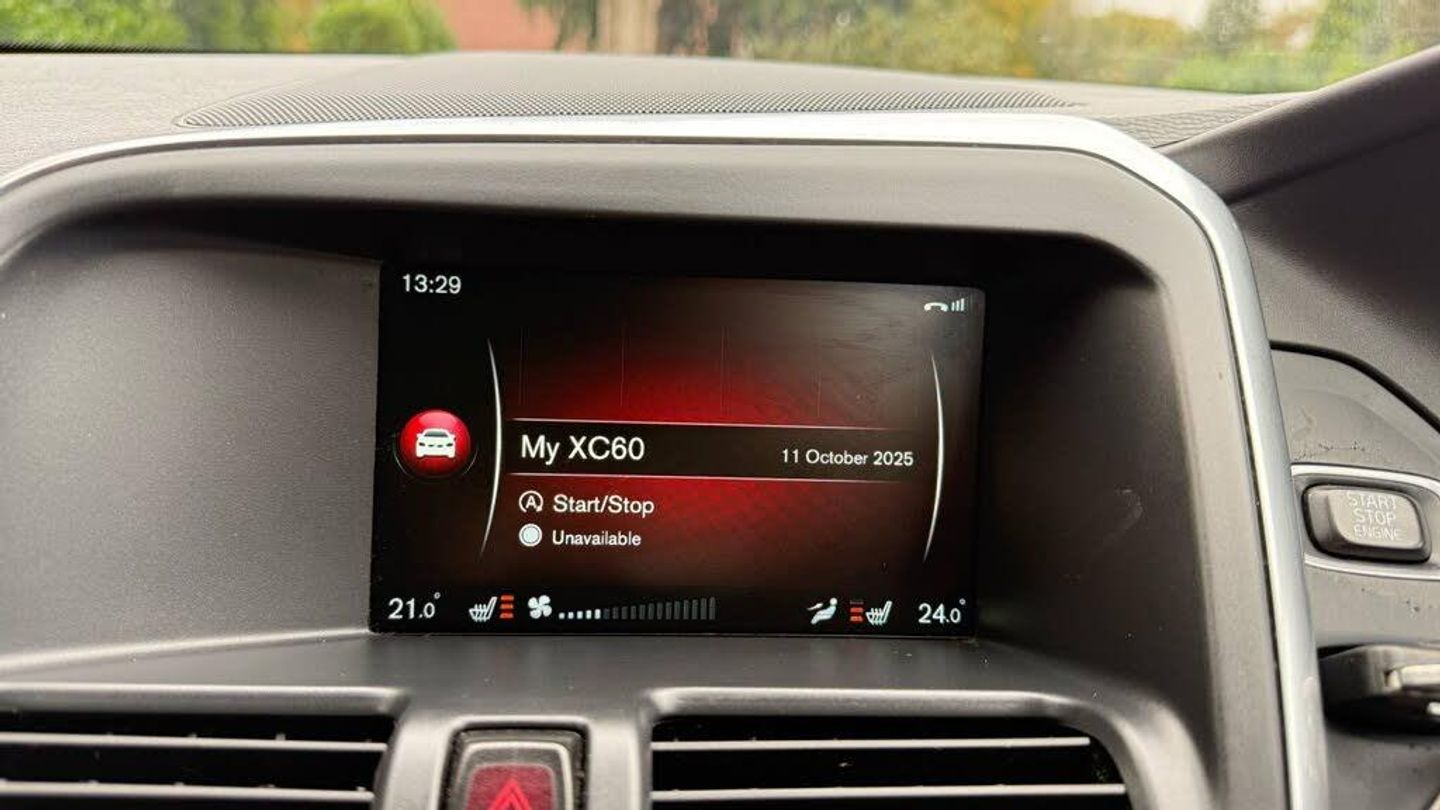 13:29
My XC60 11 October 2025
Start/Stop
Unavailable
21.0° 24.0°
START
STOP
ENGINE